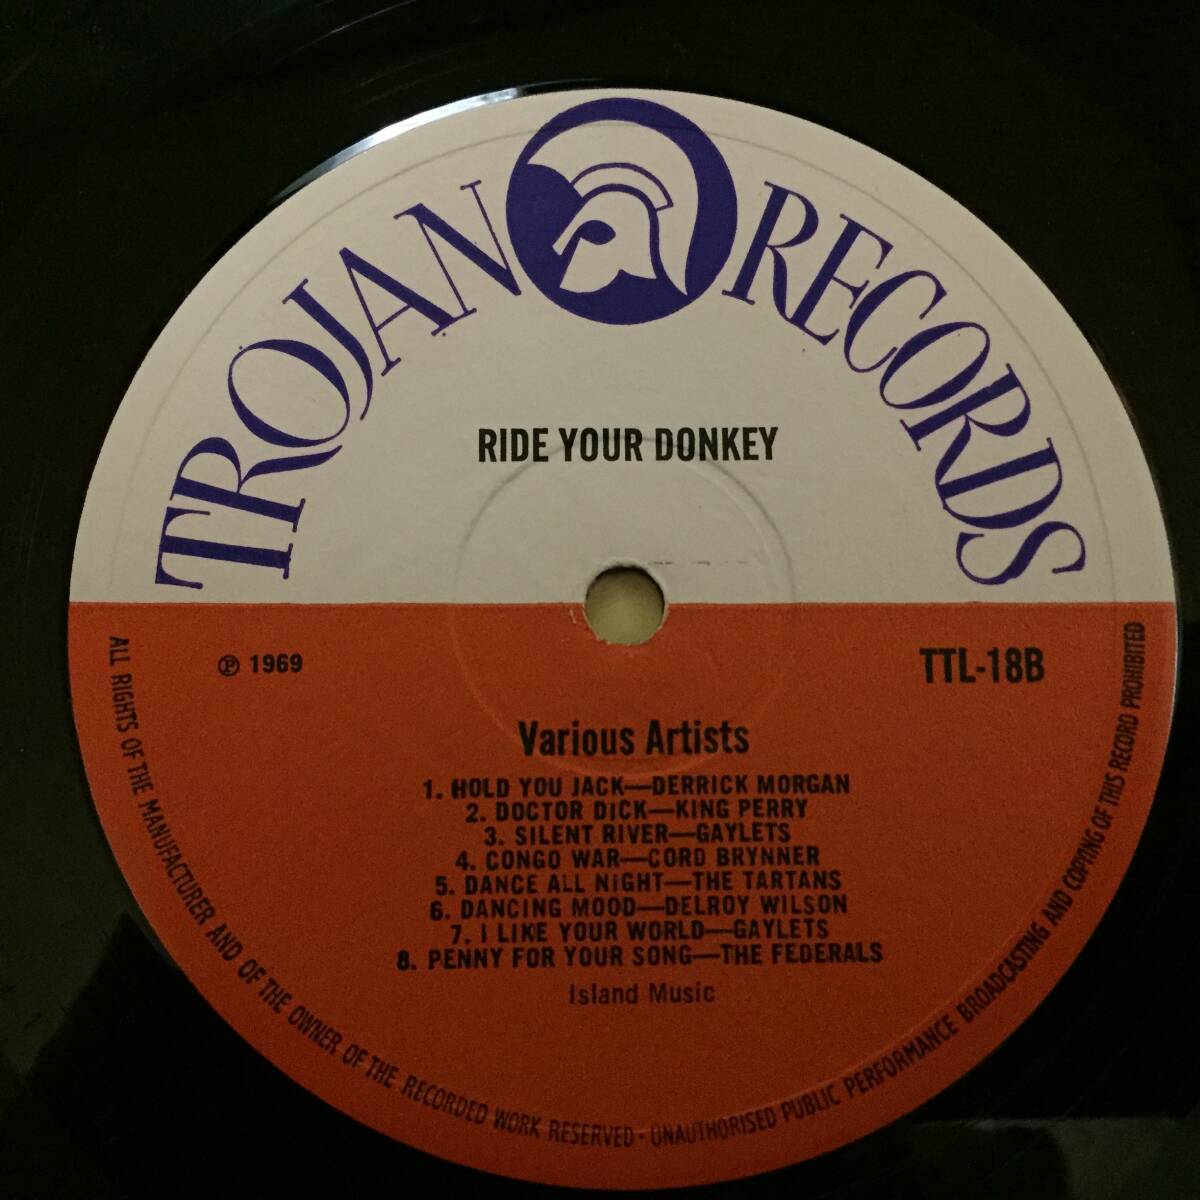 TROJAN RECORDS
RIDE YOUR DONKEY
℗ 1969
TTL-18B
Various Artists
1. HOLD YOU JACK—DERRICK MORGAN
2. DOCTOR DICK—KING PERRY
3. SILENT RIVER—GAYLETS
4. CONGO WAR—CORD BRYNNER
5. DANCE ALL NIGHT—THE TARTANS
6. DANCING MOOD—DELROY WILSON
7. I LIKE YOUR WORLD—GAYLETS
8. PENNY FOR YOUR SONG—THE FEDERALS
Island Music
ALL RIGHTS OF THE MANUFACTURER AND OF THE OWNER OF THE RECORDED WORK RESERVED · UNAUTHORISED PUBLIC PERFORMANCE BROADCASTING AND COPYING OF THIS RECORD PROHIBITED